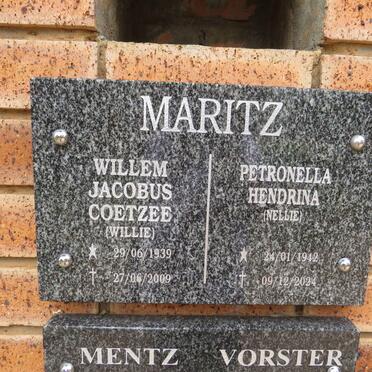 MARITZ
WILLEM
JACOBUS
COETZEE
(WILLIE)
★ 29/06/1939
✝ 27/06/2009
PETRONELLA
HENDRINA
(NELLIE)
★ 24/01/1942
✝ 09/12/2024
MENTZ VORSTER